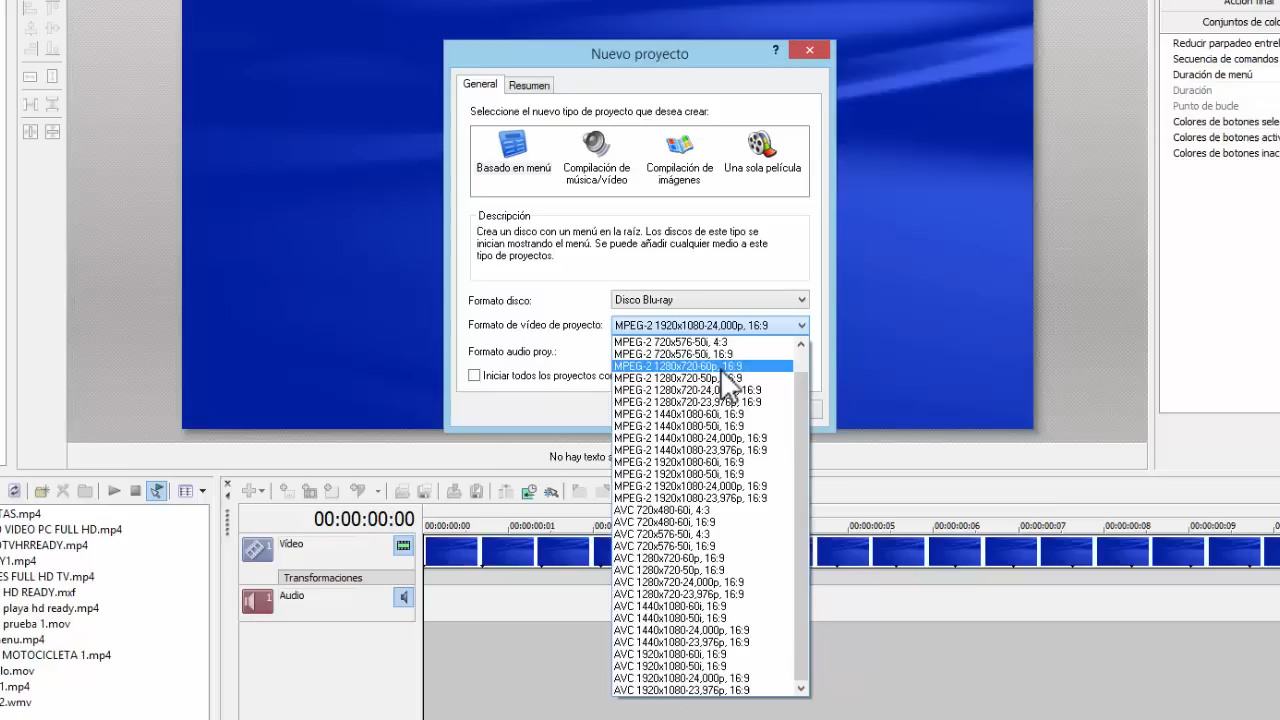 Acción final
Conjuntos de colo
Reducir parpadeo entrel
Secuencia de comandos
Duración de menú
Duración
Punto de bucle
Colores de botones sele
Colores de botones activ
Colores de botones inac
Nuevo proyecto
?
General
Resumen
Seleccione el nuevo tipo de proyecto que desea crear:
Basado en menú
Compilación de
música/vídeo
Compilación de
imágenes
Una sola película
Descripción
Crea un disco con un menú en la raíz. Los discos de este tipo se
inician mostrando el menú. Se puede añadir cualquier medio a este
tipo de proyectos.
Formato disco:
Disco Blu-ray
Formato de vídeo de proyecto:
MPEG-2 1920x1080-24,000p, 16:9
Formato audio proy.:
Iniciar todos los proyectos co
MPEG-2 720x576-50i, 4:3
MPEG-2 720x576-50i, 16:9
MPEG-2 1280x720-60p, 16:9
MPEG-2 1280x720-50p, 16:9
MPEG-2 1280x720-24,000p, 16:9
MPEG-2 1280x720-23,976p, 16:9
MPEG-2 1440x1080-60i, 16:9
MPEG-2 1440x1080-50i, 16:9
MPEG-2 1440x1080-24,000p, 16:9
MPEG-2 1440x1080-23,976p, 16:9
MPEG-2 1920x1080-60i, 16:9
MPEG-2 1920x1080-50i, 16:9
MPEG-2 1920x1080-24,000p, 16:9
MPEG-2 1920x1080-23,976p, 16:9
AVC 720x480-60i, 4:3
AVC 720x480-60i, 16:9
AVC 720x576-50i, 4:3
AVC 720x576-50i, 16:9
AVC 1280x720-60p, 16:9
AVC 1280x720-50p, 16:9
AVC 1280x720-24,000p, 16:9
AVC 1280x720-23,976p, 16:9
AVC 1440x1080-60i, 16:9
AVC 1440x1080-50i, 16:9
AVC 1440x1080-24,000p, 16:9
AVC 1440x1080-23,976p, 16:9
AVC 1920x1080-60i, 16:9
AVC 1920x1080-50i, 16:9
AVC 1920x1080-24,000p, 16:9
AVC 1920x1080-23,976p, 16:9
No hay texto s
TAS.mp4
O VIDEO PC FULL HD.mp4
OTVHRREADY.mp4
Y1.mp4
ES FULL HD TV.mp4
HD READY.mxf
playa hd ready.mp4
prueba 1.mov
enu.mp4
MOTOCICLETA 1.mp4
lo.mov
1.mp4
2.wmv
00:00:00:00
00:00:00:00
00:00:00:01
00:00:00:05
00:00:00:06
00:00:00:07
00:00:00:08
00:00:00:09
1
Vídeo
Transformaciones
1
Audio